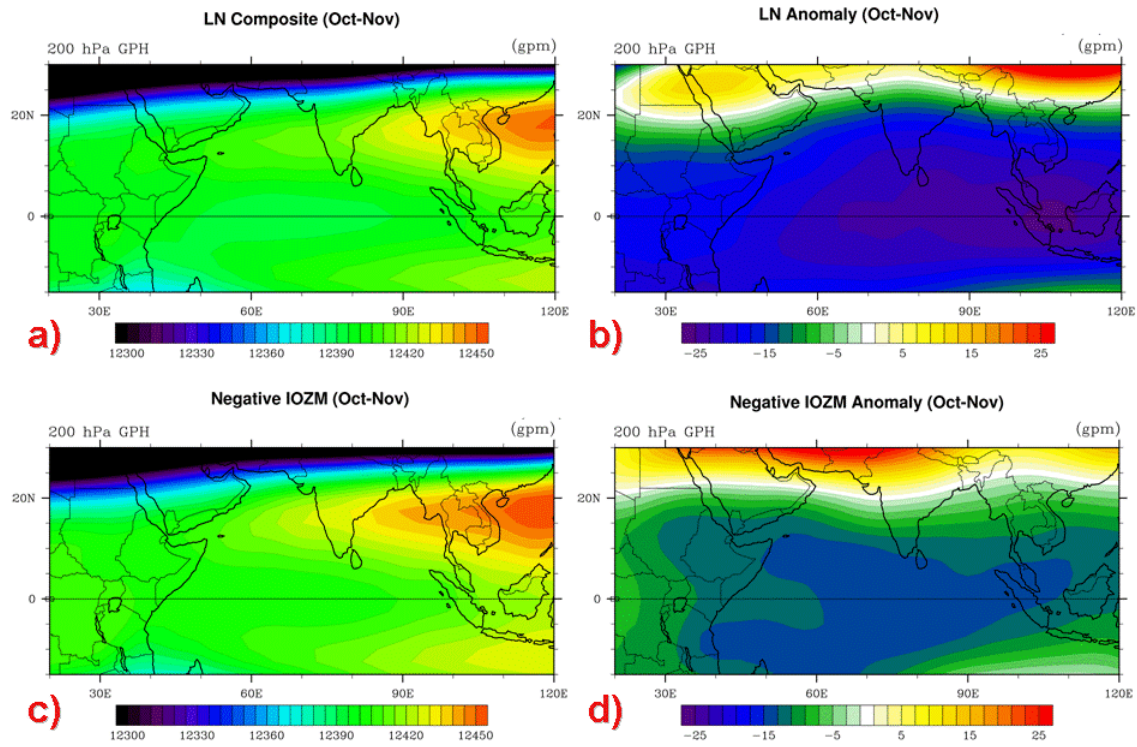 LN Composite (Oct-Nov)
200 hPa GPH (gpm)
20N
0
30E 60E 90E 120E
a)
12300 12330 12360 12390 12420 12450
LN Anomaly (Oct-Nov)
200 hPa GPH (gpm)
20N
0
30E 60E 90E 120E
b)
-25 -15 -5 5 15 25
Negative IOZM (Oct-Nov)
200 hPa GPH (gpm)
20N
0
30E 60E 90E 120E
c)
12300 12330 12360 12390 12420 12450
Negative IOZM Anomaly (Oct-Nov)
200 hPa GPH (gpm)
20N
0
30E 60E 90E 120E
d)
-25 -15 -5 5 15 25